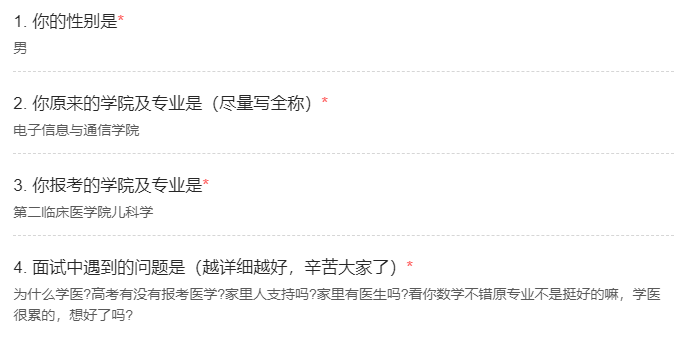 1. 你的性别是*
男
2. 你原来的学院及专业是（尽量写全称）*
电子信息与通信学院
3. 你报考的学院及专业是*
第二临床医学院儿科学
4. 面试中遇到的问题是（越详细越好，辛苦大家了）*
为什么学医?高考有没有报考医学?家里人支持吗?家里有医生吗?看你数学不错原专业不是挺好的嘛，学医
很累的，想好了吗?